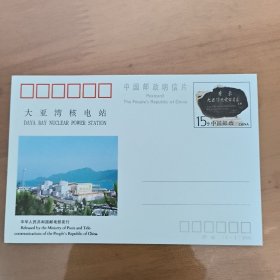 中国邮政明信片
Postcard
The People's Republic of China
大亚湾核电站
DAYA BAY NUCLEAR POWER STATION
15分
中国邮政
CHINA
中华人民共和国邮电部发行
Released by the Ministry of Posts and Tele-
communications of the People's Republic of China